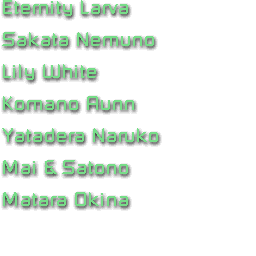 Eternity Larva
Sakata Nemuno
Lily White
Komano Aunn
Yatadera Naruko
Mai & Satono
Matara Okina